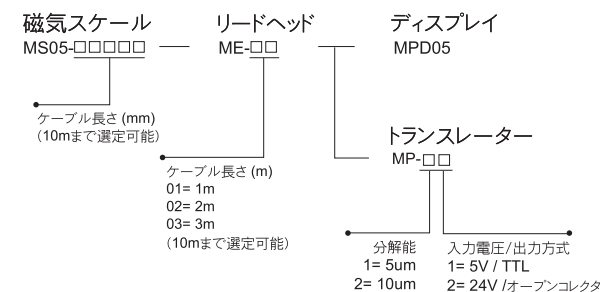 磁気スケール
MS05-□□□□□
リードヘッド
ME-□□
ディスプレイ
MPD05
ケーブル長さ(mm)
(10mまで選定可能)
トランスレーター
MP-□□
ケーブル長さ(m)
01= 1m
02= 2m
03= 3m
(10mまで選定可能)
分解能
1= 5um
2= 10um
入力電圧/出力方式
1= 5V / TTL
2= 24V /オープンコレクタ